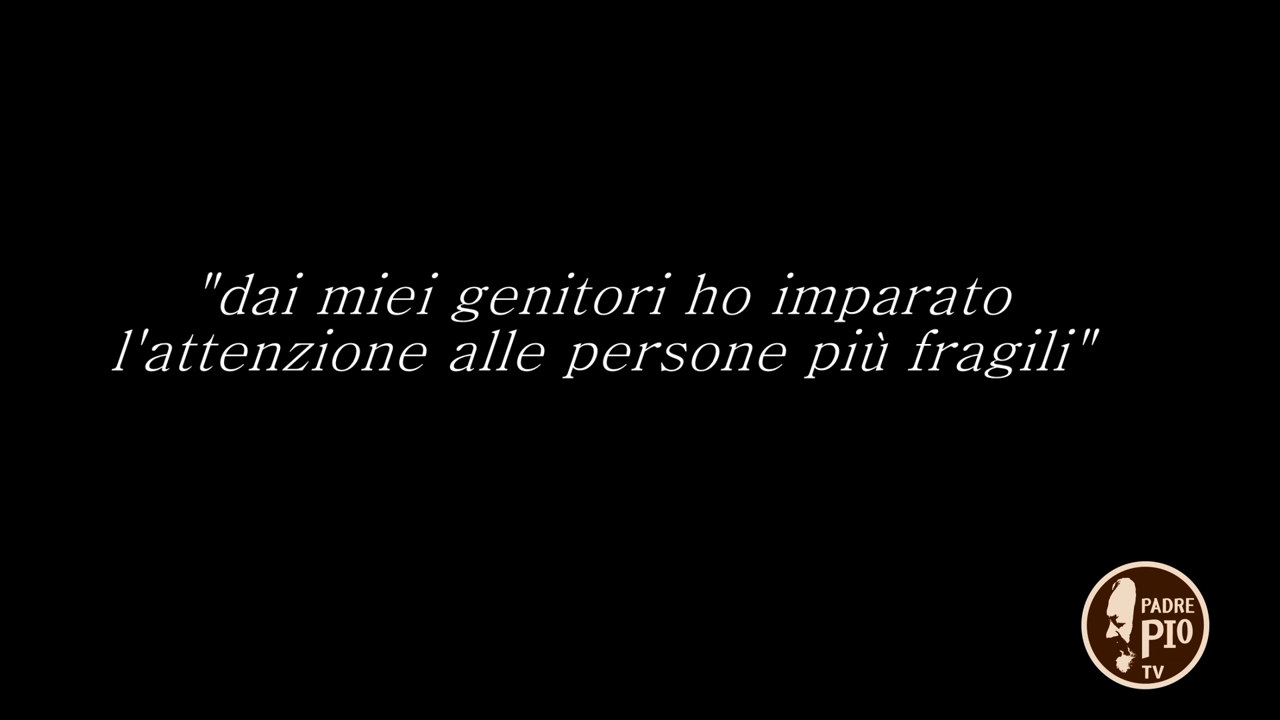 "dai miei genitori ho imparato
l'attenzione alle persone più fragili"
PADRE
PIO
TV